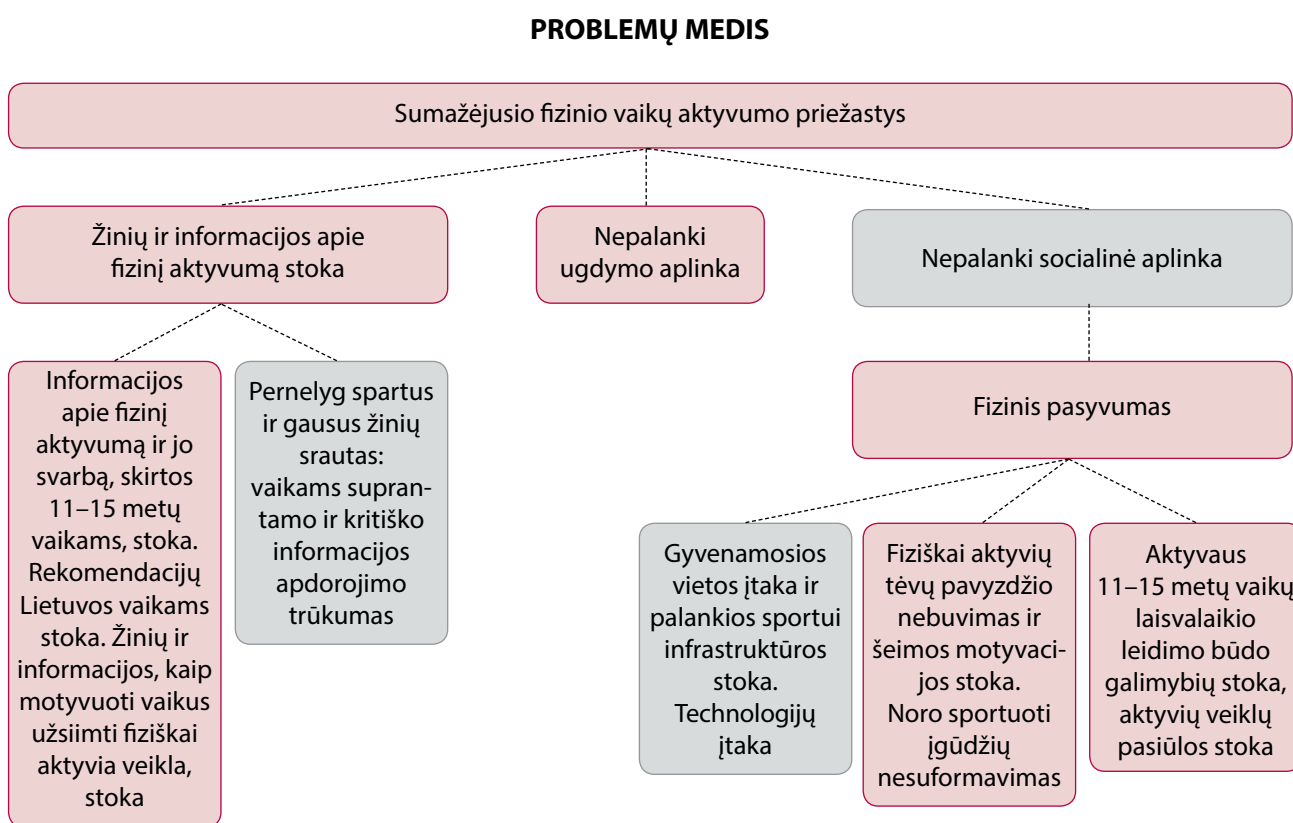 PROBLEMŲ MEDIS
Sumažėjusio fizinio vaikų aktyvumo priežastys
Žinių ir informacijos apie
fizinį aktyvumą stoka
Nepalanki
ugdymo aplinka
Nepalanki socialinė aplinka
Informacijos
apie fizinį
aktyvumą ir jo
svarbą, skirtos
11–15 metų
vaikams, stoka.
Rekomendacijų
Lietuvos vaikams
stoka. Žinių ir
informacijos, kaip
motyvuoti vaikus
užsiimti fiziškai
aktyvia veikla,
stoka
Pernelyg spartus
ir gausus žinių
srautas:
vaikams supran-
tamo ir kritiško
informacijos
apdorojimo
trūkumas
Fizinis pasyvumas
Gyvenamosios
vietos įtaka ir
palankios sportui
infrastruktūros
stoka.
Technologijų
įtaka
Fiziškai aktyvių
tėvų pavyzdžio
nebuvimas ir
šeimos motyvaci-
jos stoka.
Noro sportuoti
įgūdžių
nesuformavimas
Aktyvaus
11–15 metų vaikų
laisvalaikio
leidimo būdo
galimybių stoka,
aktyvių veiklų
pasiūlos stoka